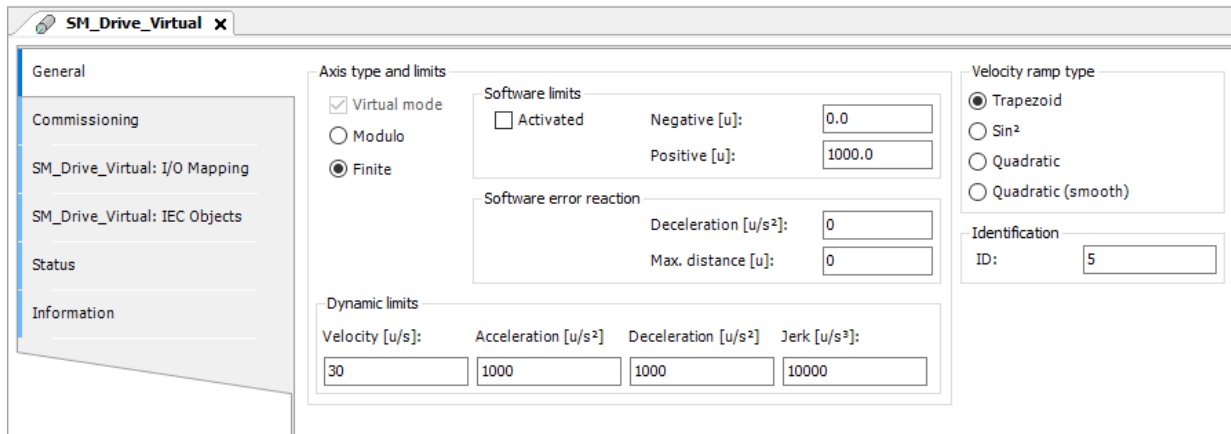 SM_Drive_Virtual x
General
Commissioning
SM_Drive_Virtual: I/O Mapping
SM_Drive_Virtual: IEC Objects
Status
Information
Axis type and limits
Virtual mode
Modulo
Finite
Software limits
Activated
Negative [u]: 0.0
Positive [u]: 1000.0
Software error reaction
Deceleration [u/s²]: 0
Max. distance [u]: 0
Dynamic limits
Velocity [u/s]: Acceleration [u/s²] Deceleration [u/s²] Jerk [u/s³]:
30 1000 1000 10000
Velocity ramp type
Trapezoid
Sin²
Quadratic
Quadratic (smooth)
Identification
ID: 5